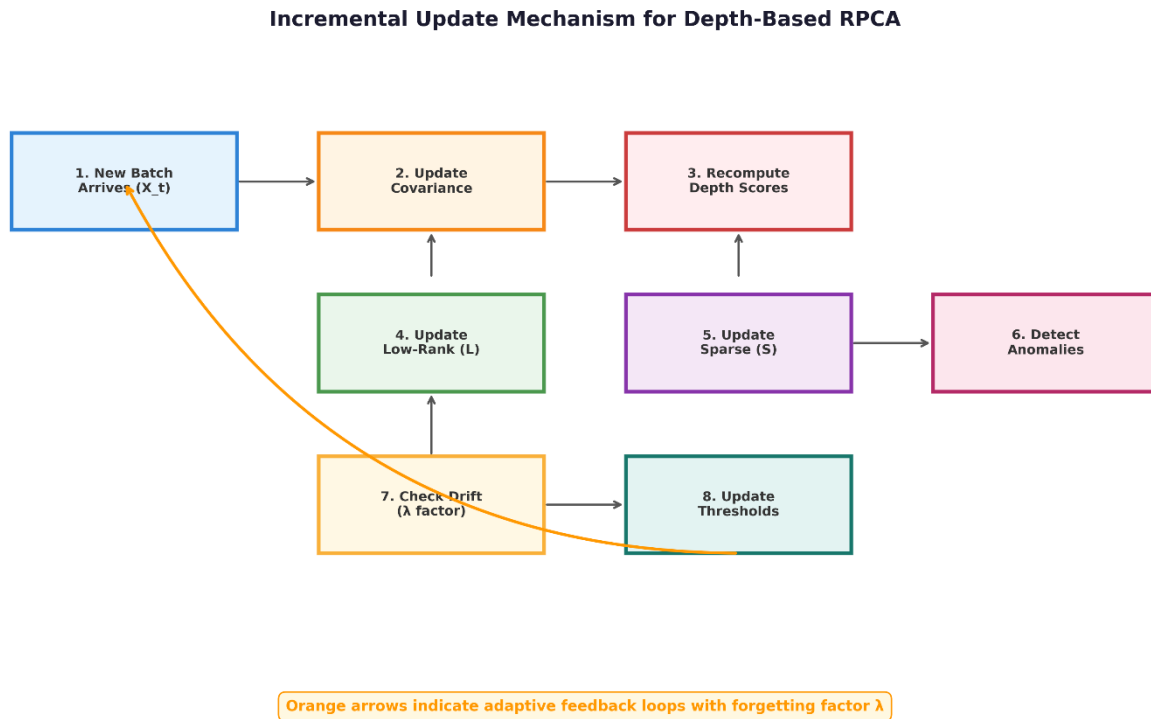 Incremental Update Mechanism for Depth-Based RPCA
1. New Batch
Arrives (X_t)
2. Update
Covariance
3. Recompute
Depth Scores
4. Update
Low-Rank (L)
5. Update
Sparse (S)
6. Detect
Anomalies
7. Check Drift
(λ factor)
8. Update
Thresholds
Orange arrows indicate adaptive feedback loops with forgetting factor λ